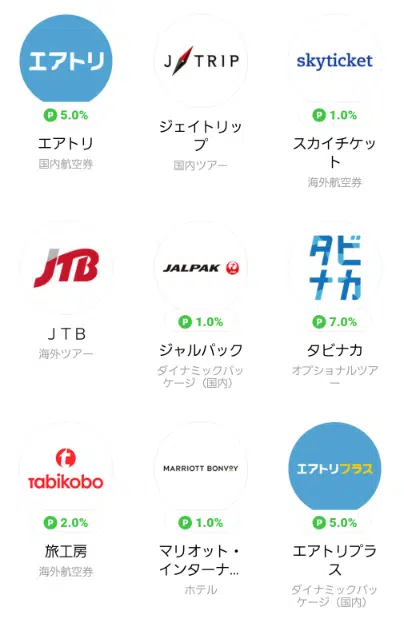 エアトリ
P 5.0%
エアトリ
国内航空券
J TRIP
ジェイトリッ
プ
国内ツアー
skyticket
P 1.0%
スカイチケッ
ト
海外航空券
JTB
ＪＴＢ
海外ツアー
JALPAK
P 1.0%
ジャルパック
ダイナミックパッ
ケージ（国内）
タビ
ナカ
P 7.0%
タビナカ
オプショナルツア
ー
tabikobo
P 2.0%
旅工房
海外航空券
MARRIOTT BONVOY
P 1.0%
マリオット・
インターナ...
ホテル
エアトリプラス
P 5.0%
エアトリプラ
ス
ダイナミックパッ
ケージ（国内）